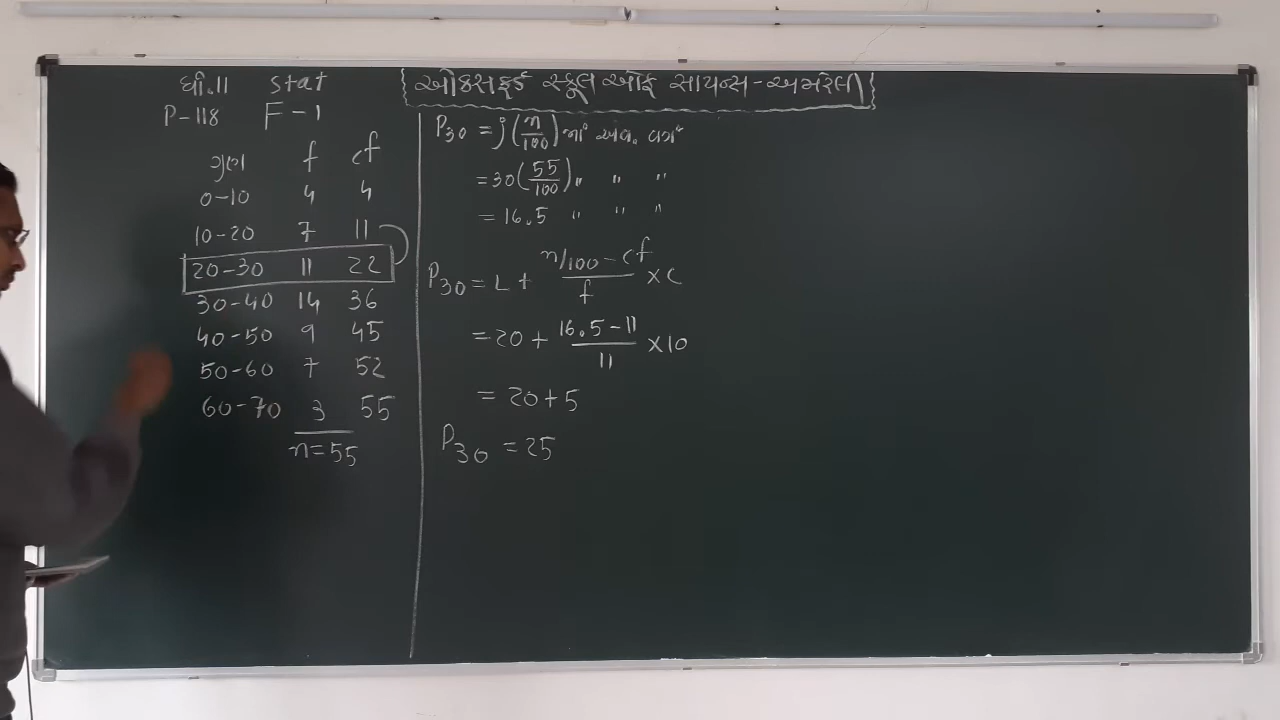 ધો.11 stat
{ઓકસફર્ડ સ્કૂલ ઓફ સાયન્સ-અમરેલી}
P-118 F-1
ગુણ f cf
0-10 4 4
10-20 7 11
20-30 11 22
30-40 14 36
40-50 9 45
50-60 7 52
60-70 3 55
n=55
P30 = j(n/100) માં અવ. વર્ગ
=30(55/100) " " "
= 16.5 " " "
P30 = L + n/100 - cf / f × C
=20+ 16.5-11 / 11 ×10
= 20+5
P30 =25